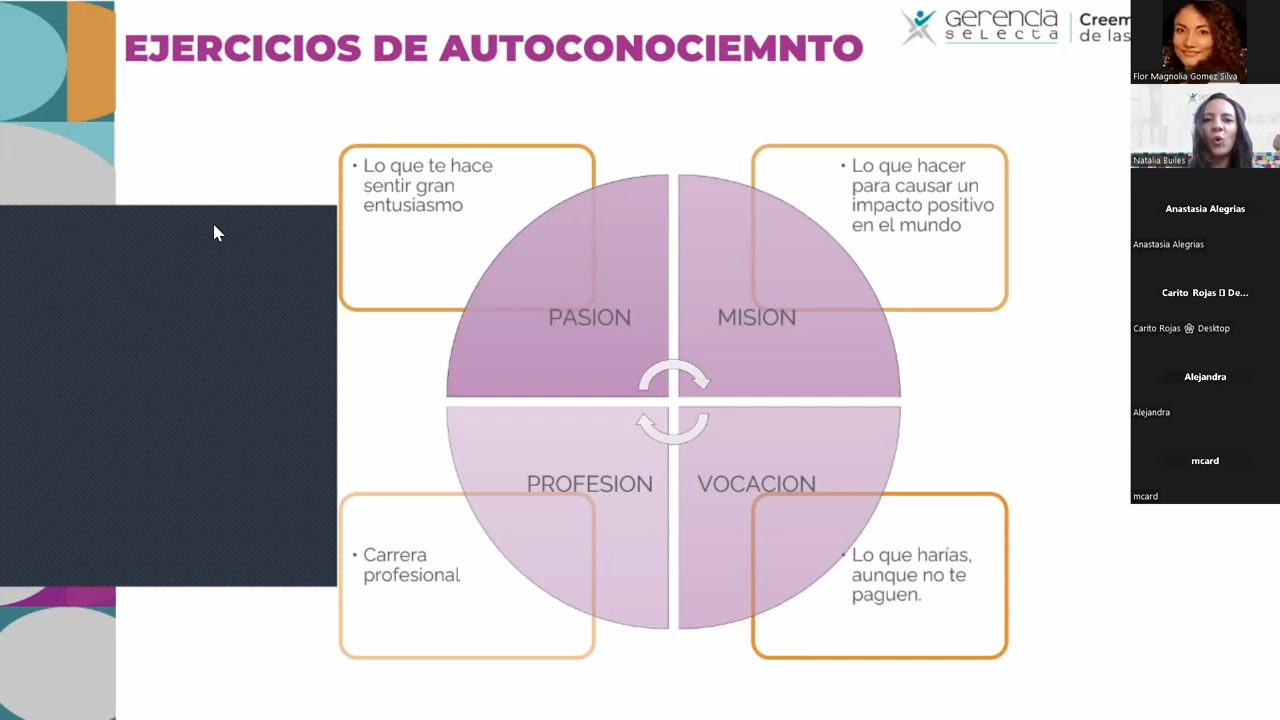 EJERCICIOS DE AUTOCONOCIEMNTO
Gerencia
selecta
Creem
de las
• Lo que te hace
sentir gran
entusiasmo
• Lo que hacer
para causar un
impacto positivo
en el mundo
PASION
MISION
PROFESION
VOCACION
• Carrera
profesional
• Lo que harías,
aunque no te
paguen.
Flor Magnolia Gomez Silva
Natalia Builes
Anastasia Alegrias
Anastasia Alegrias
Carito Rojas ▯ De...
Carito Rojas 🏵 Desktop
Alejandra
Alejandra
mcard
mcard